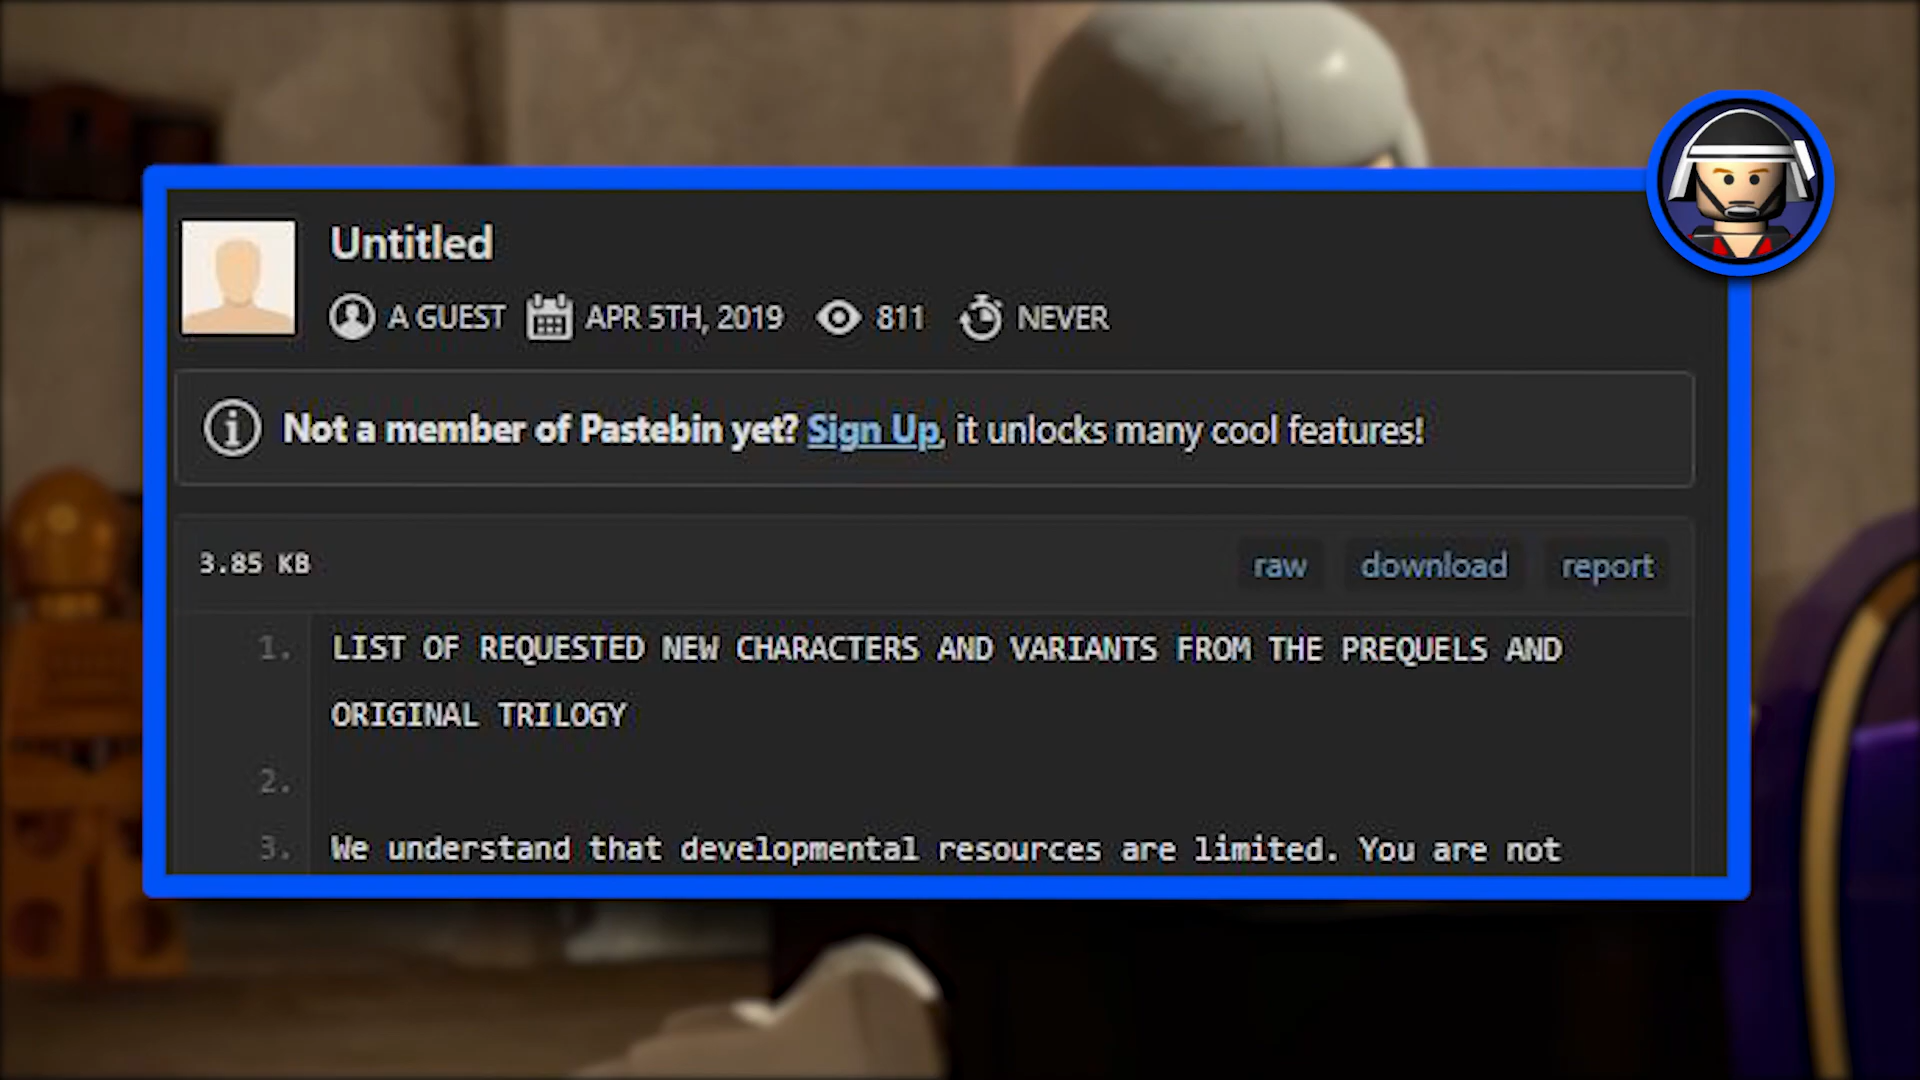 Untitled
A GUEST APR 5TH, 2019 811 NEVER
Not a member of Pastebin yet? Sign Up, it unlocks many cool features!
3.85 KB raw download report
1. LIST OF REQUESTED NEW CHARACTERS AND VARIANTS FROM THE PREQUELS AND
ORIGINAL TRILOGY
2.
3. We understand that developmental resources are limited. You are not